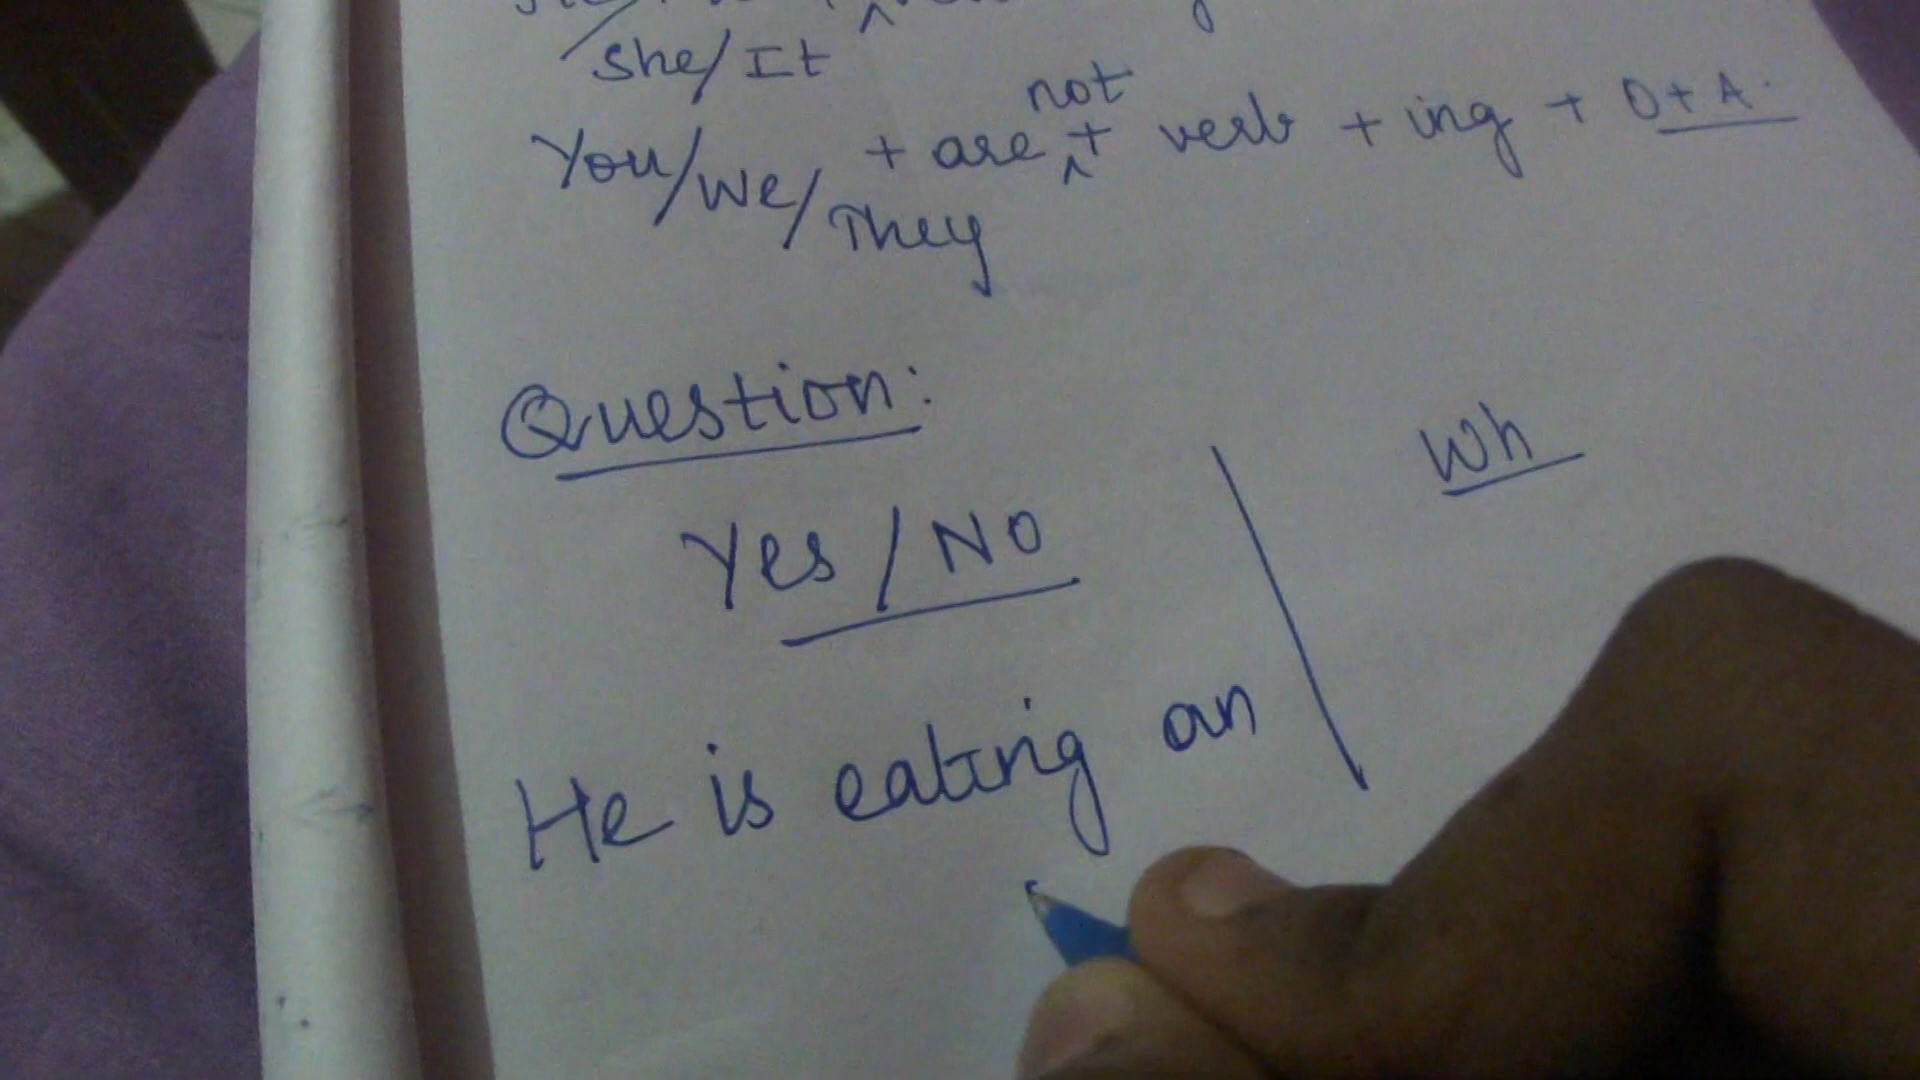 She/It
not
You/We/They + are ^ + verb + ing + O + A.
Question:
Yes/No
Wh
He is eating an